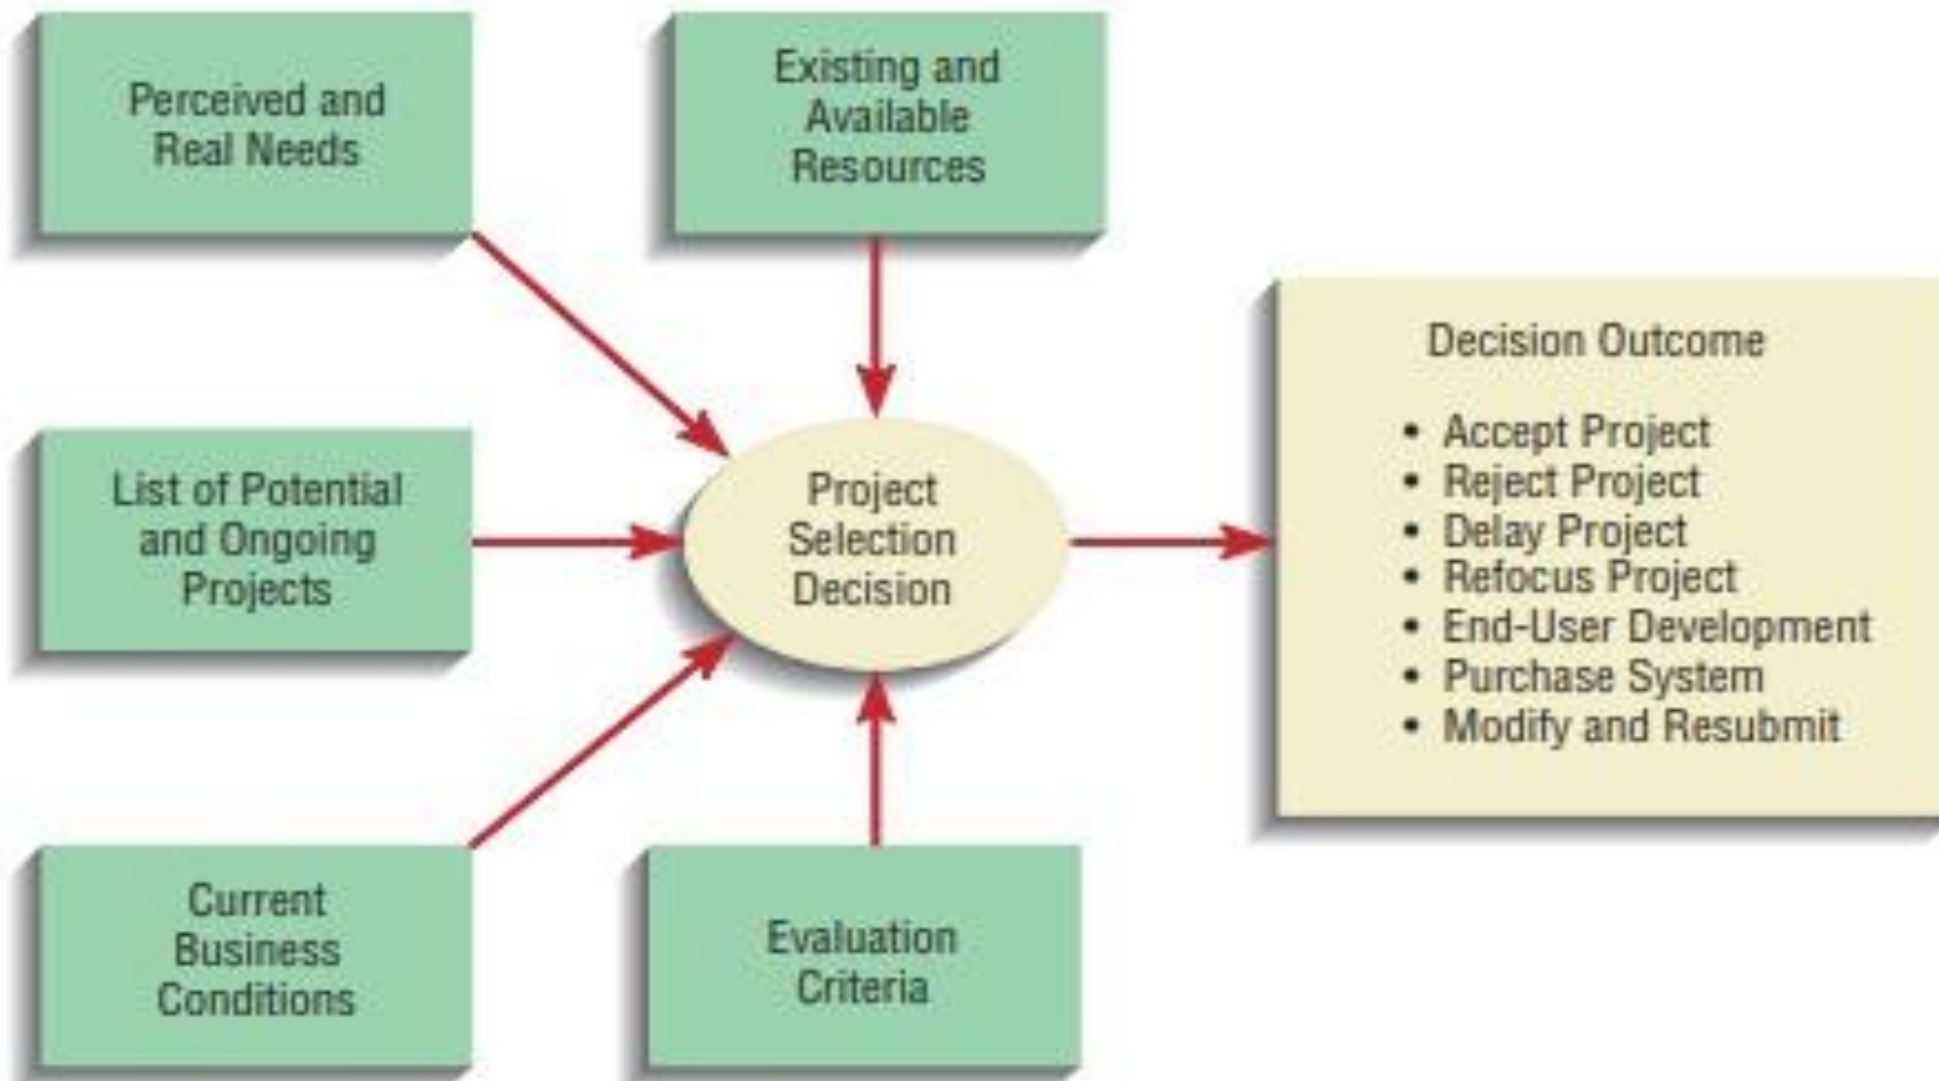 Perceived and
Real Needs
Existing and
Available
Resources
List of Potential
and Ongoing
Projects
Project
Selection
Decision
Current
Business
Conditions
Evaluation
Criteria
Decision Outcome
• Accept Project
• Reject Project
• Delay Project
• Refocus Project
• End-User Development
• Purchase System
• Modify and Resubmit